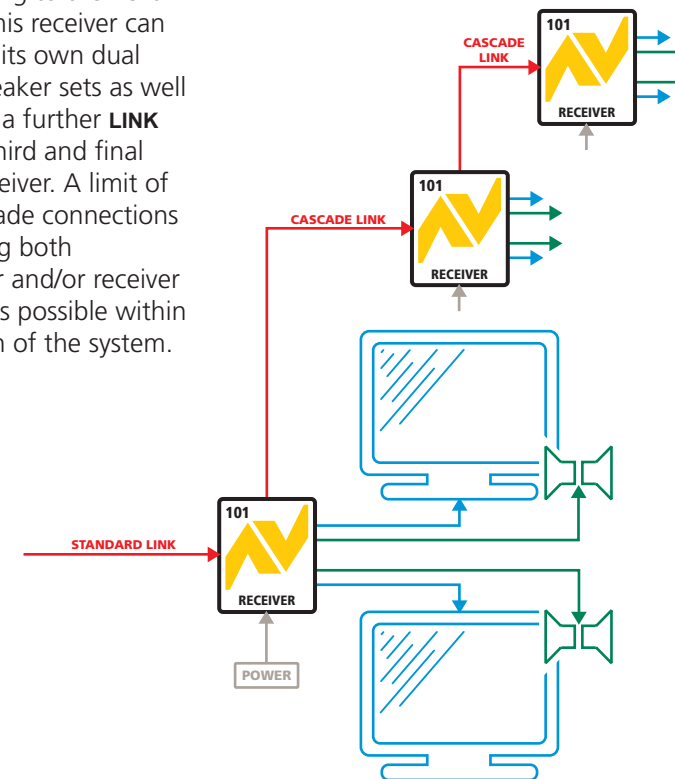 his receiver can
its own dual
eaker sets as well
a further LINK
hird and final
eiver. A limit of
ade connections
g both
r and/or receiver
s possible within
n of the system.
101
CASCADE
LINK
RECEIVER
101
CASCADE LINK
RECEIVER
101
STANDARD LINK
RECEIVER
POWER